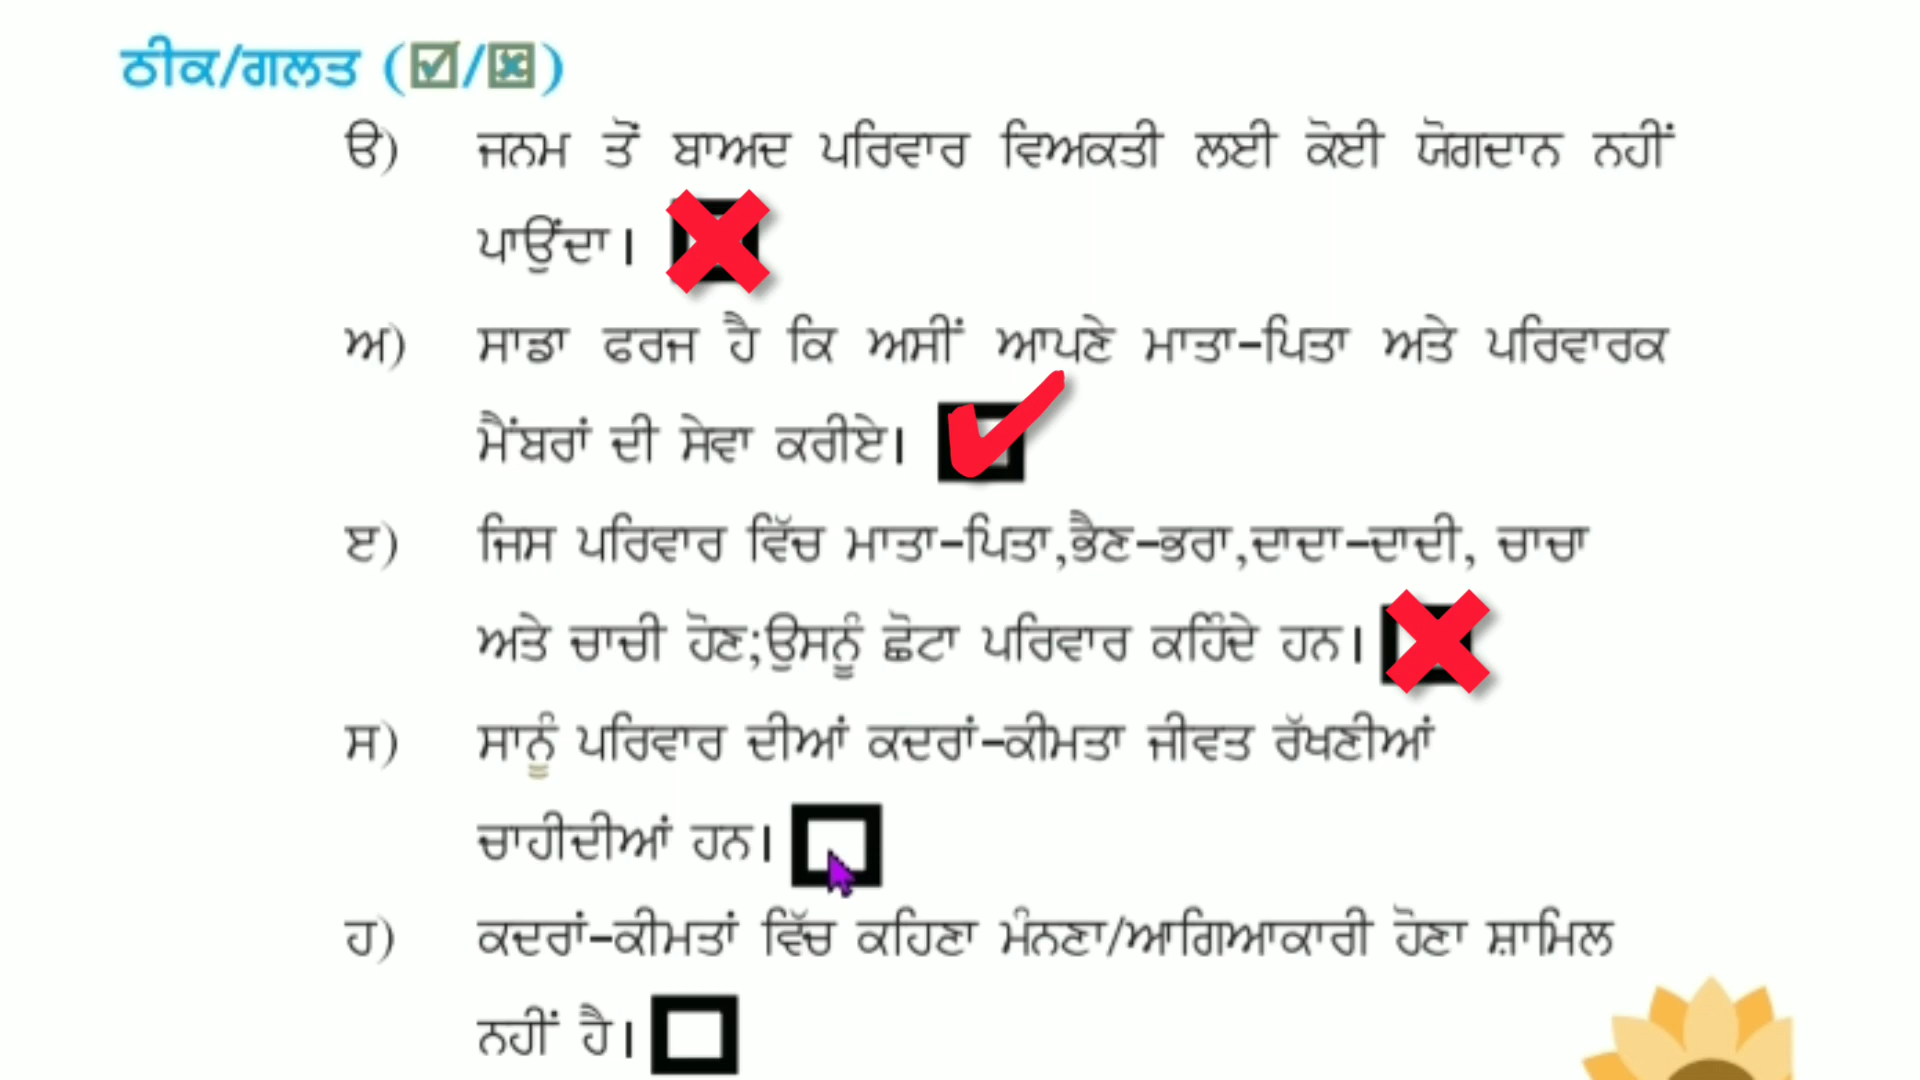 ਠੀਕ/ਗਲਤ (☑/☒)
ੳ) ਜਨਮ ਤੋਂ ਬਾਅਦ ਪਰਿਵਾਰ ਵਿਅਕਤੀ ਲਈ ਕੋਈ ਯੋਗਦਾਨ ਨਹੀਂ
ਪਾਉਂਦਾ।
ਅ) ਸਾਡਾ ਫਰਜ ਹੈ ਕਿ ਅਸੀਂ ਆਪਣੇ ਮਾਤਾ-ਪਿਤਾ ਅਤੇ ਪਰਿਵਾਰਕ
ਮੈਂਬਰਾਂ ਦੀ ਸੇਵਾ ਕਰੀਏ।
ੲ) ਜਿਸ ਪਰਿਵਾਰ ਵਿੱਚ ਮਾਤਾ-ਪਿਤਾ,ਭੈਣ-ਭਰਾ,ਦਾਦਾ-ਦਾਦੀ, ਚਾਚਾ
ਅਤੇ ਚਾਚੀ ਹੋਣ;ਉਸਨੂੰ ਛੋਟਾ ਪਰਿਵਾਰ ਕਹਿੰਦੇ ਹਨ।
ਸ) ਸਾਨੂੰ ਪਰਿਵਾਰ ਦੀਆਂ ਕਦਰਾਂ-ਕੀਮਤਾ ਜੀਵਤ ਰੱਖਣੀਆਂ
ਚਾਹੀਦੀਆਂ ਹਨ।
ਹ) ਕਦਰਾਂ-ਕੀਮਤਾਂ ਵਿੱਚ ਕਹਿਣਾ ਮੰਨਣਾ/ਆਗਿਆਕਾਰੀ ਹੋਣਾ ਸ਼ਾਮਿਲ
ਨਹੀਂ ਹੈ।